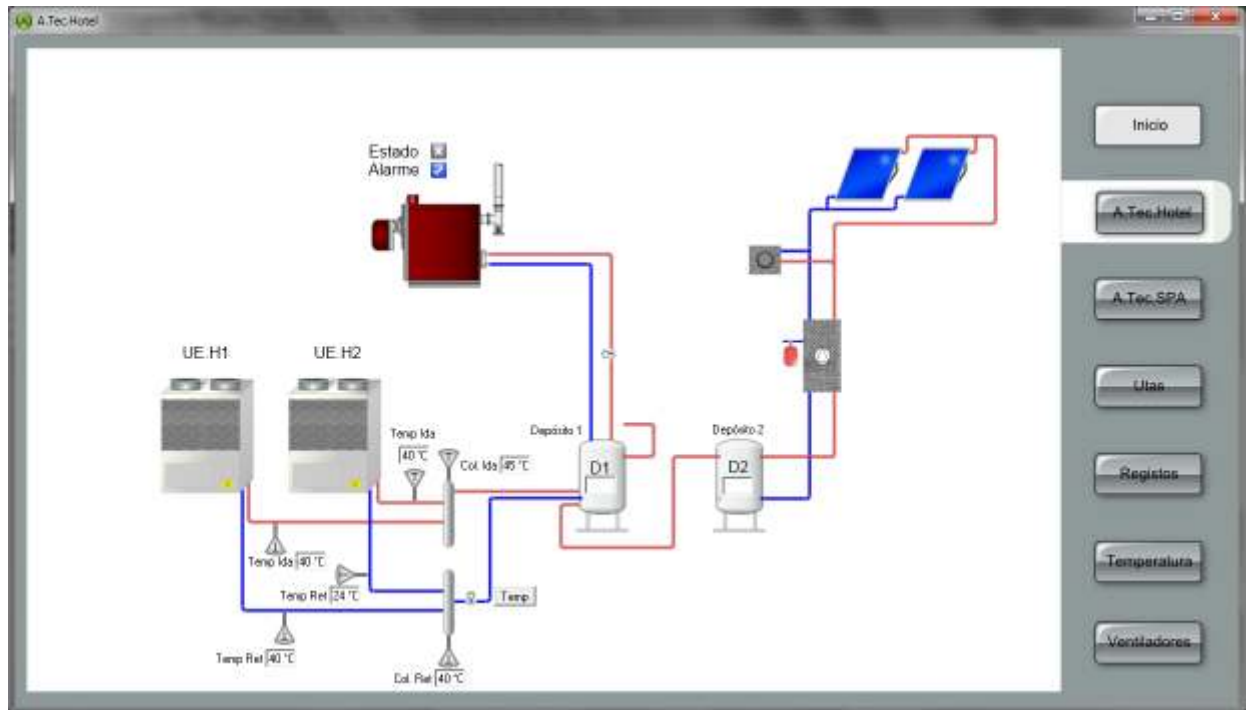 A.Tec.Hotel
Inicio
Estado
Alarme
A.Tec.Hotel
A.Tec.SPA
UE.H1
UE.H2
Utas
Temp Ida
40 °C
Col. Ida 45 °C
Depósito 1
D1
Depósito 2
D2
Registos
Temp Ida 40 °C
Temp Ret 24 °C
Temp
Temperatura
Temp Ret 40 °C
Col. Ret 40 °C
Ventiladores